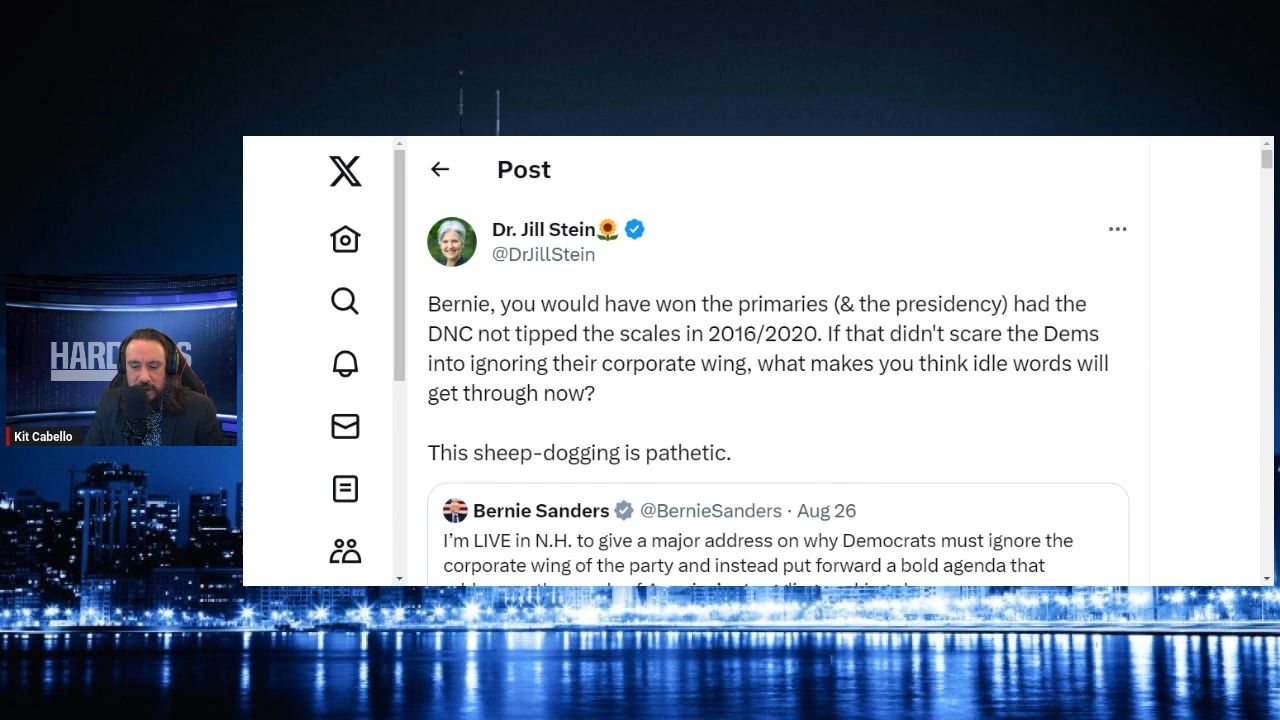 Post
Dr. Jill Stein🌻
@DrJillStein
Bernie, you would have won the primaries (& the presidency) had the
DNC not tipped the scales in 2016/2020. If that didn't scare the Dems
into ignoring their corporate wing, what makes you think idle words will
get through now?
This sheep-dogging is pathetic.
Bernie Sanders @BernieSanders · Aug 26
I'm LIVE in N.H. to give a major address on why Democrats must ignore the
corporate wing of the party and instead put forward a bold agenda that
Kit Cabello